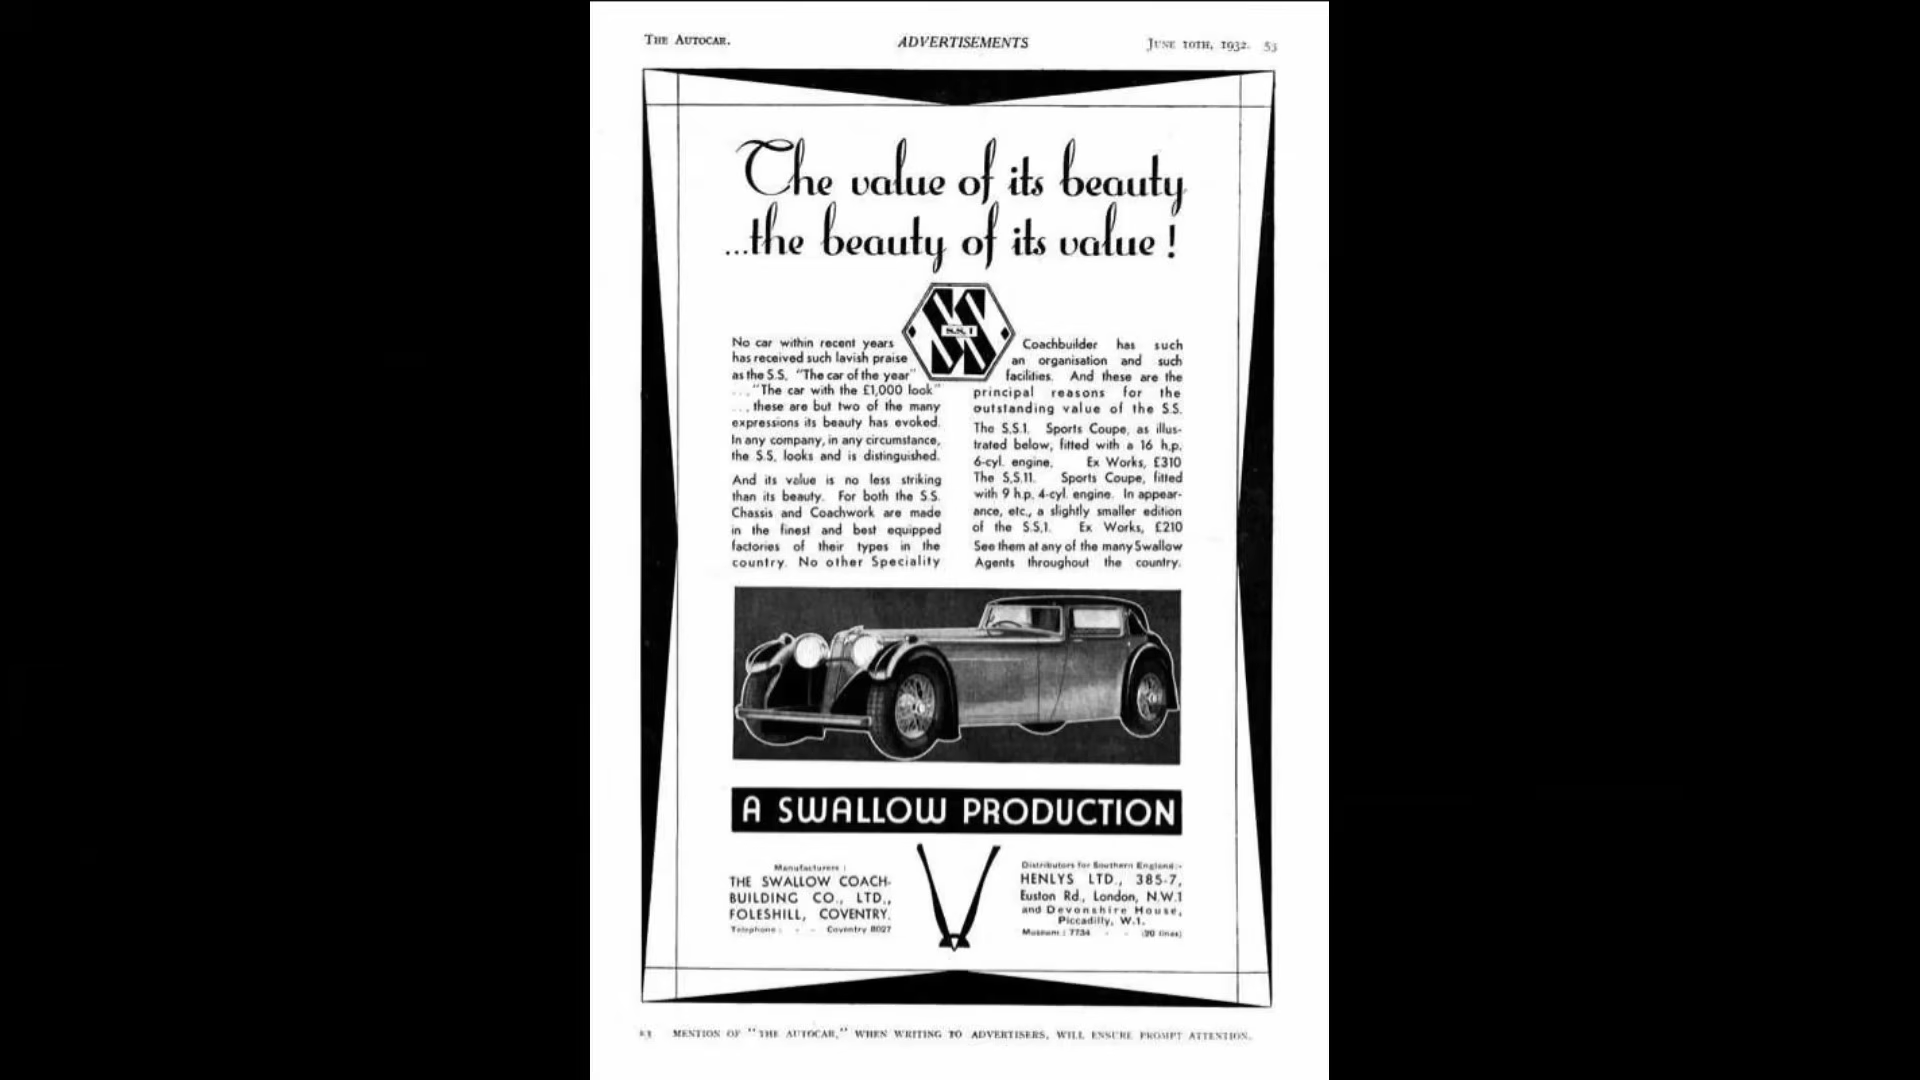 The Autocar.
ADVERTISEMENTS
June 10th, 1932. 53
The value of its beauty
...the beauty of its value!
SS
S.S.1
No car within recent years
has received such lavish praise
as the S.S. "The car of the year"
... "The car with the £1,000 look"
... these are but two of the many
expressions its beauty has evoked.
In any company, in any circumstance,
the S.S. looks and is distinguished.
And its value is no less striking
than its beauty. For both the S.S.
Chassis and Coachwork are made
in the finest and best equipped
factories of their types in the
country. No other Speciality
Coachbuilder has such
an organisation and such
facilities. And these are the
principal reasons for the
outstanding value of the S.S.
The S.S.1. Sports Coupe, as illus-
trated below, fitted with a 16 h.p.
6-cyl. engine. Ex Works, £310
The S.S.11. Sports Coupe, fitted
with 9 h.p. 4-cyl. engine. In appear-
ance, etc., a slightly smaller edition
of the S.S.1. Ex Works, £210
See them at any of the many Swallow
Agents throughout the country.
A SWALLOW PRODUCTION
Manufacturers :
THE SWALLOW COACH-
BUILDING CO., LTD.,
FOLESHILL, COVENTRY.
Telephone : - - Coventry 8027
Distributors for Southern England:-
HENLYS LTD., 385-7,
Euston Rd., London, N.W.1
and Devonshire House,
Piccadilly, W.1.
Museum : 7734 - - (20 lines)
MENTION OF "THE AUTOCAR," WHEN WRITING TO ADVERTISERS, WILL ENSURE PROMPT ATTENTION.